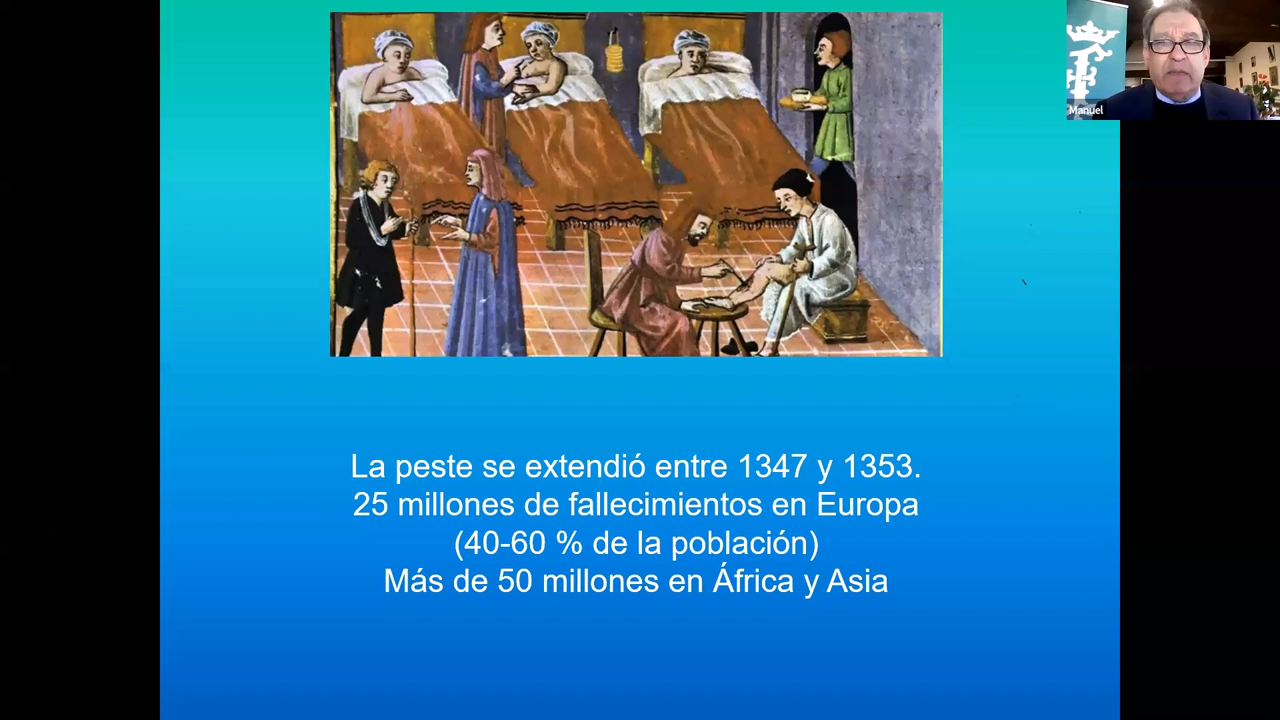 Manuel
La peste se extendió entre 1347 y 1353.
25 millones de fallecimientos en Europa
(40-60 % de la población)
Más de 50 millones en África y Asia